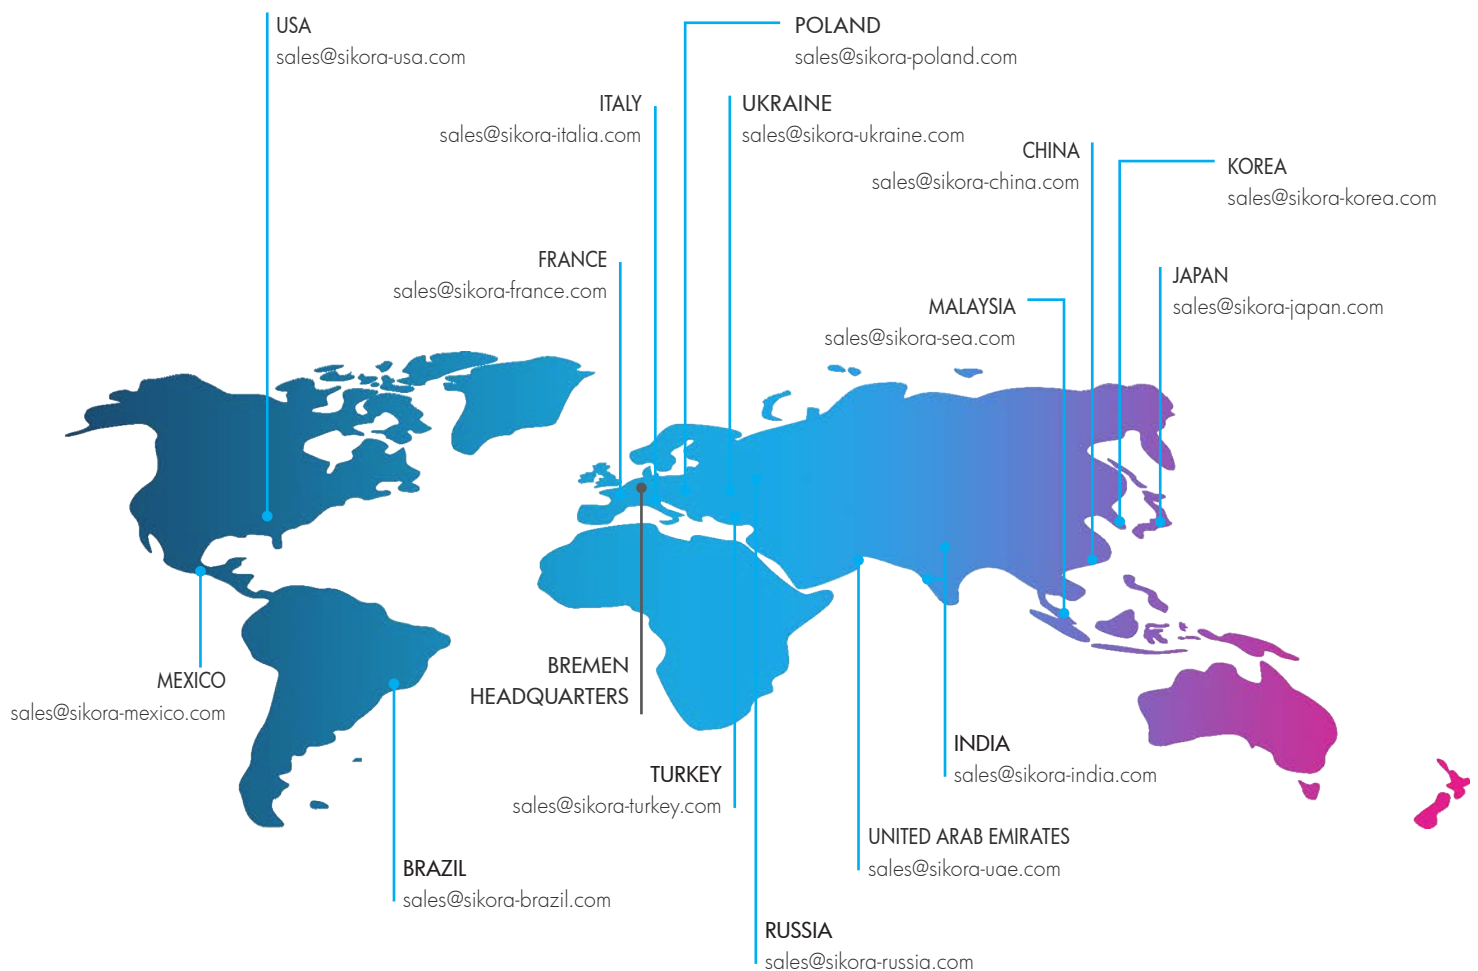 USA
sales@sikora-usa.com
POLAND
sales@sikora-poland.com
ITALY
sales@sikora-italia.com
UKRAINE
sales@sikora-ukraine.com
CHINA
sales@sikora-china.com
KOREA
sales@sikora-korea.com
FRANCE
sales@sikora-france.com
JAPAN
sales@sikora-japan.com
MALAYSIA
sales@sikora-sea.com
BREMEN
HEADQUARTERS
MEXICO
sales@sikora-mexico.com
INDIA
sales@sikora-india.com
TURKEY
sales@sikora-turkey.com
UNITED ARAB EMIRATES
sales@sikora-uae.com
BRAZIL
sales@sikora-brazil.com
RUSSIA
sales@sikora-russia.com